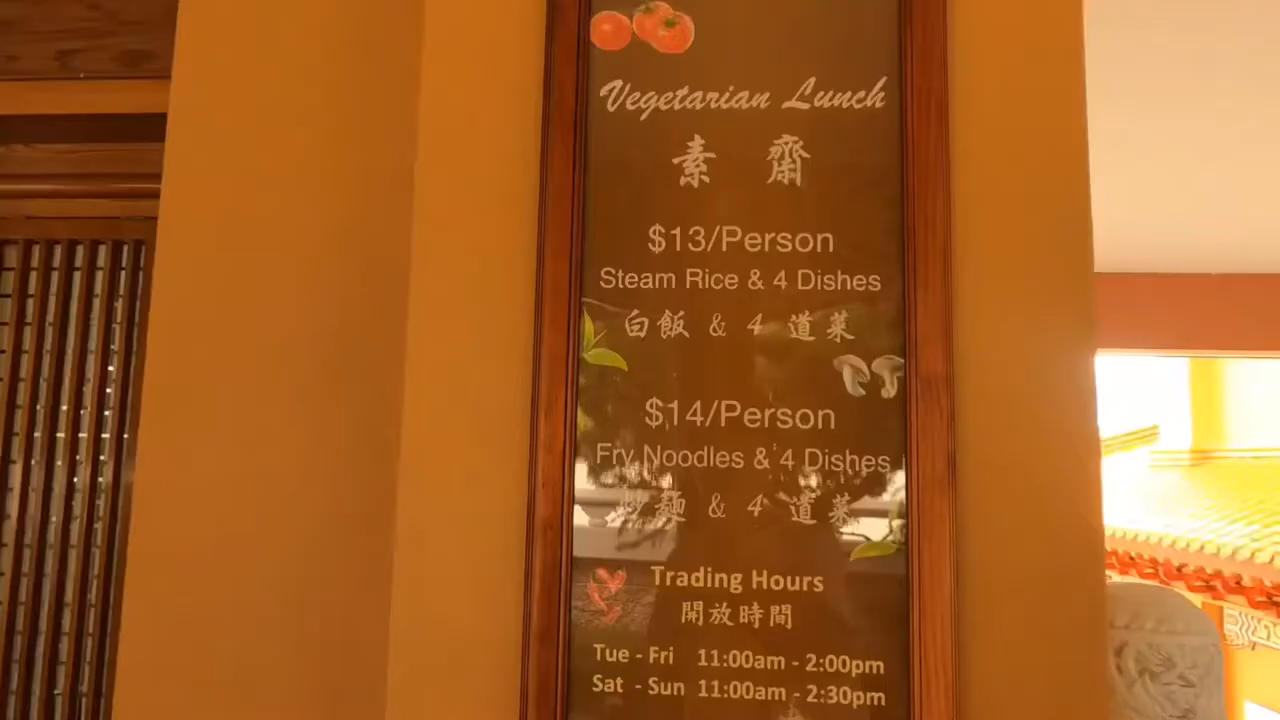 Vegetarian Lunch
素 齋
$13/Person
Steam Rice & 4 Dishes
白飯 & 4 道菜
$14/Person
Fry Noodles & 4 Dishes
炒麵 & 4 道菜
Trading Hours
開放時間
Tue - Fri 11:00am - 2:00pm
Sat - Sun 11:00am - 2:30pm